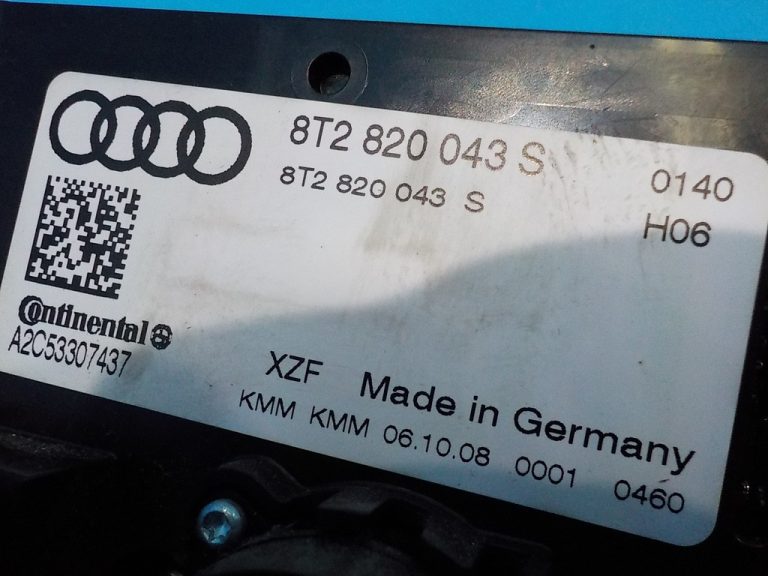 8T2 820 043 S 0140
8T2 820 043 S H06
Continental
A2C53307437
XZF Made in Germany
KMM KMM 06.10.08 0001 0460